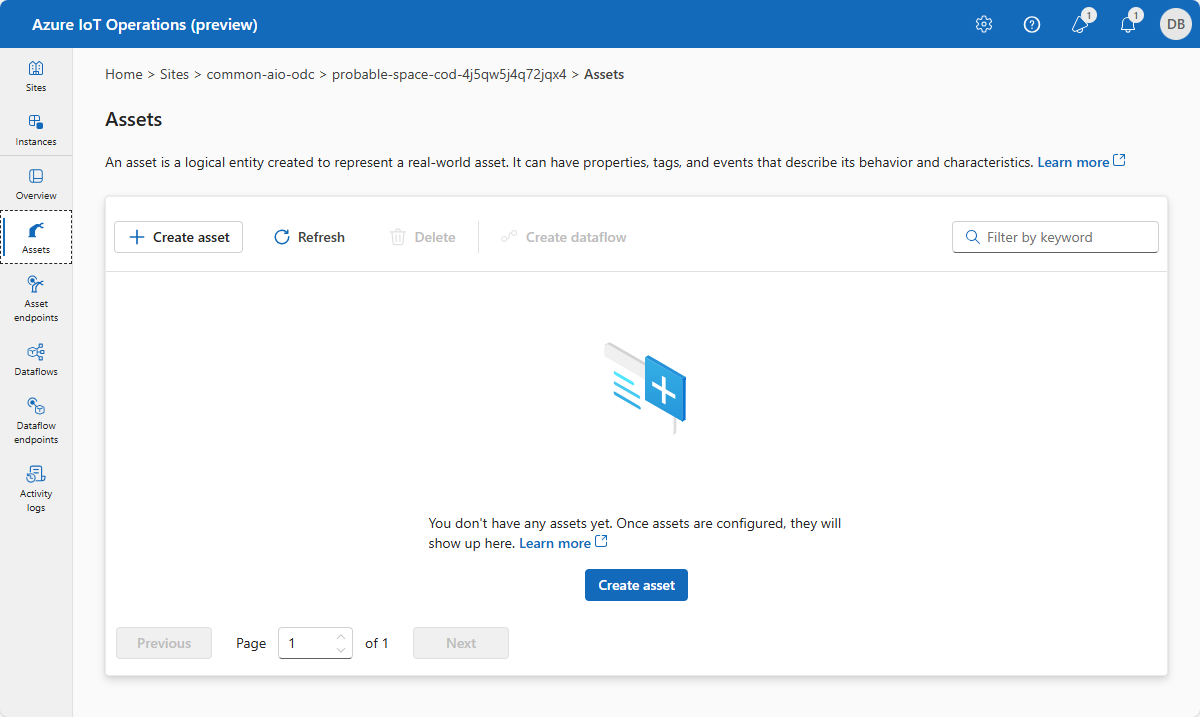 Azure IoT Operations (preview)
1
1
DB
Sites
Instances
Overview
Assets
Asset
endpoints
Dataflows
Dataflow
endpoints
Activity
logs
Home > Sites > common-aio-odc > probable-space-cod-4j5qw5j4q72jqx4 > Assets
Assets
An asset is a logical entity created to represent a real-world asset. It can have properties, tags, and events that describe its behavior and characteristics. Learn more
Create asset
Refresh
Delete
Create dataflow
Filter by keyword
You don't have any assets yet. Once assets are configured, they will
show up here. Learn more
Create asset
Previous
Page 1 of 1
Next